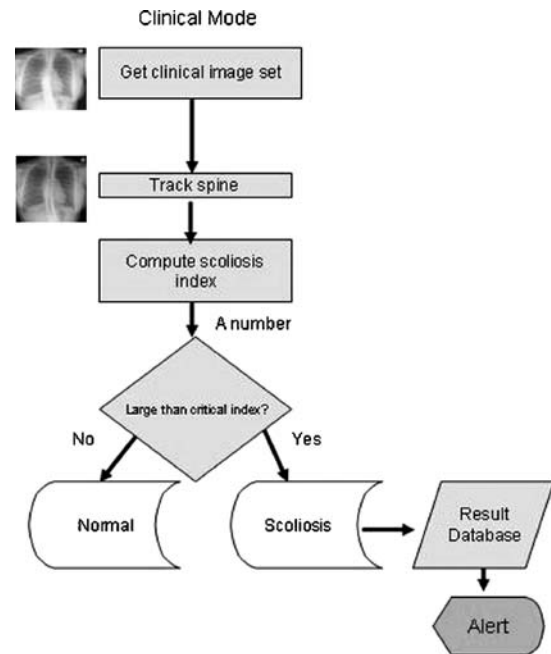 Clinical Mode
Get clinical image set
Track spine
Compute scoliosis
index
A number
Large than critical index?
No
Yes
Normal
Scoliosis
Result
Database
Alert